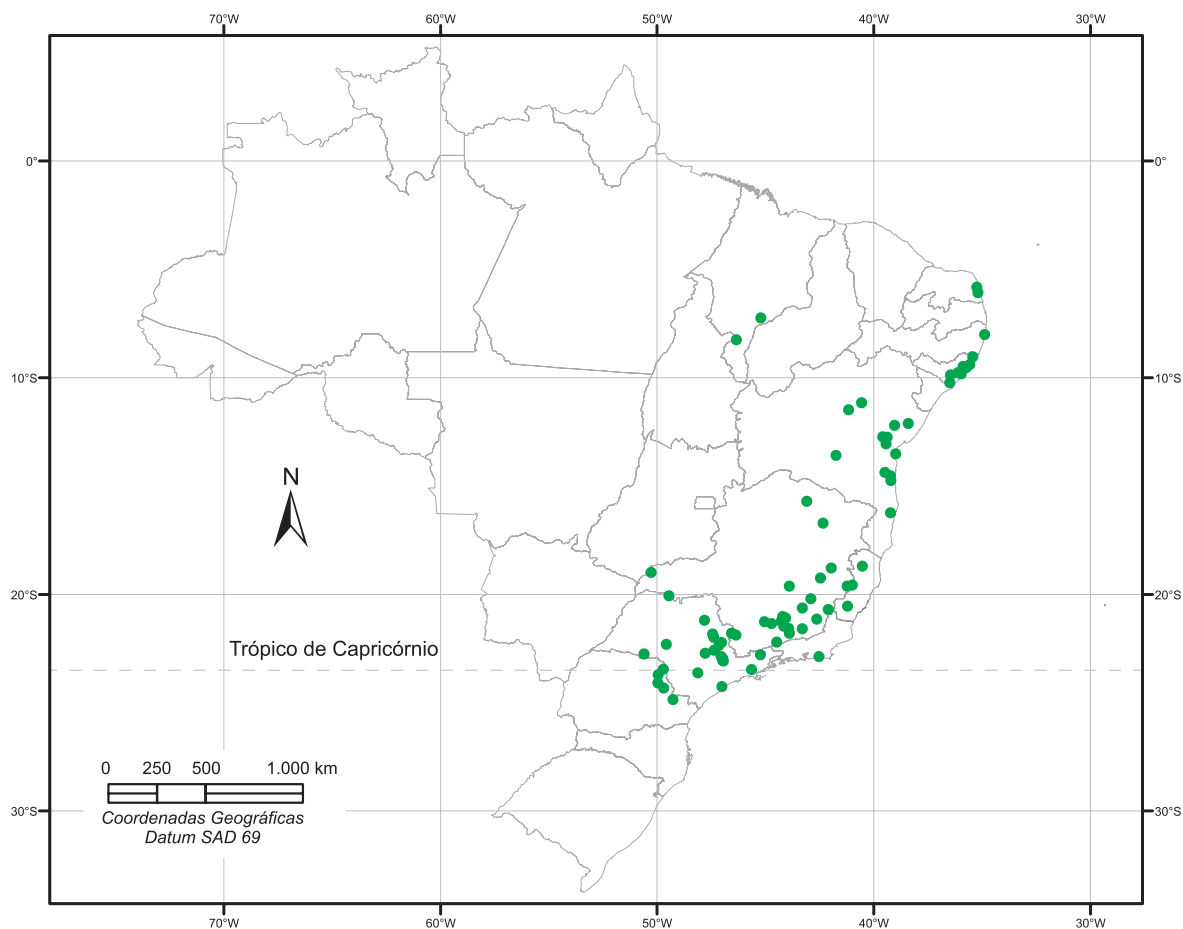 70°W 60°W 50°W 40°W 30°W
0° 0°
10°S 10°S
N
20°S 20°S
Trópico de Capricórnio
0 250 500 1.000 km
Coordenadas Geográficas
Datum SAD 69
30°S 30°S
70°W 60°W 50°W 40°W 30°W